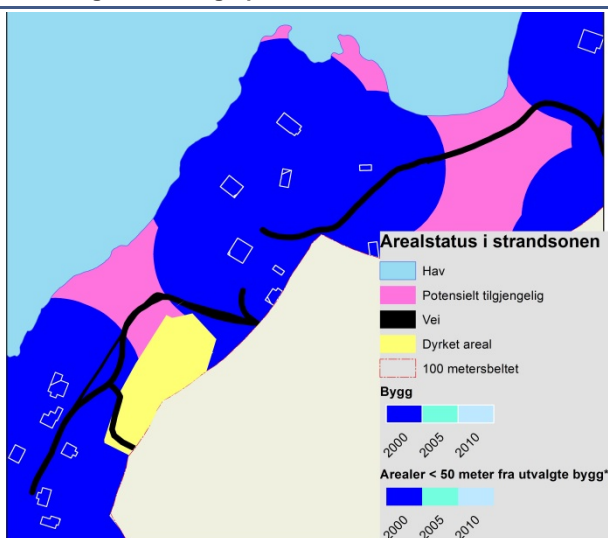 Arealstatus i strandsonen
Hav
Potensielt tilgjengelig
Vei
Dyrket areal
100 metersbeltet
Bygg
2000 2005 2010
Arealer < 50 meter fra utvalgte bygg*
2000 2005 2010